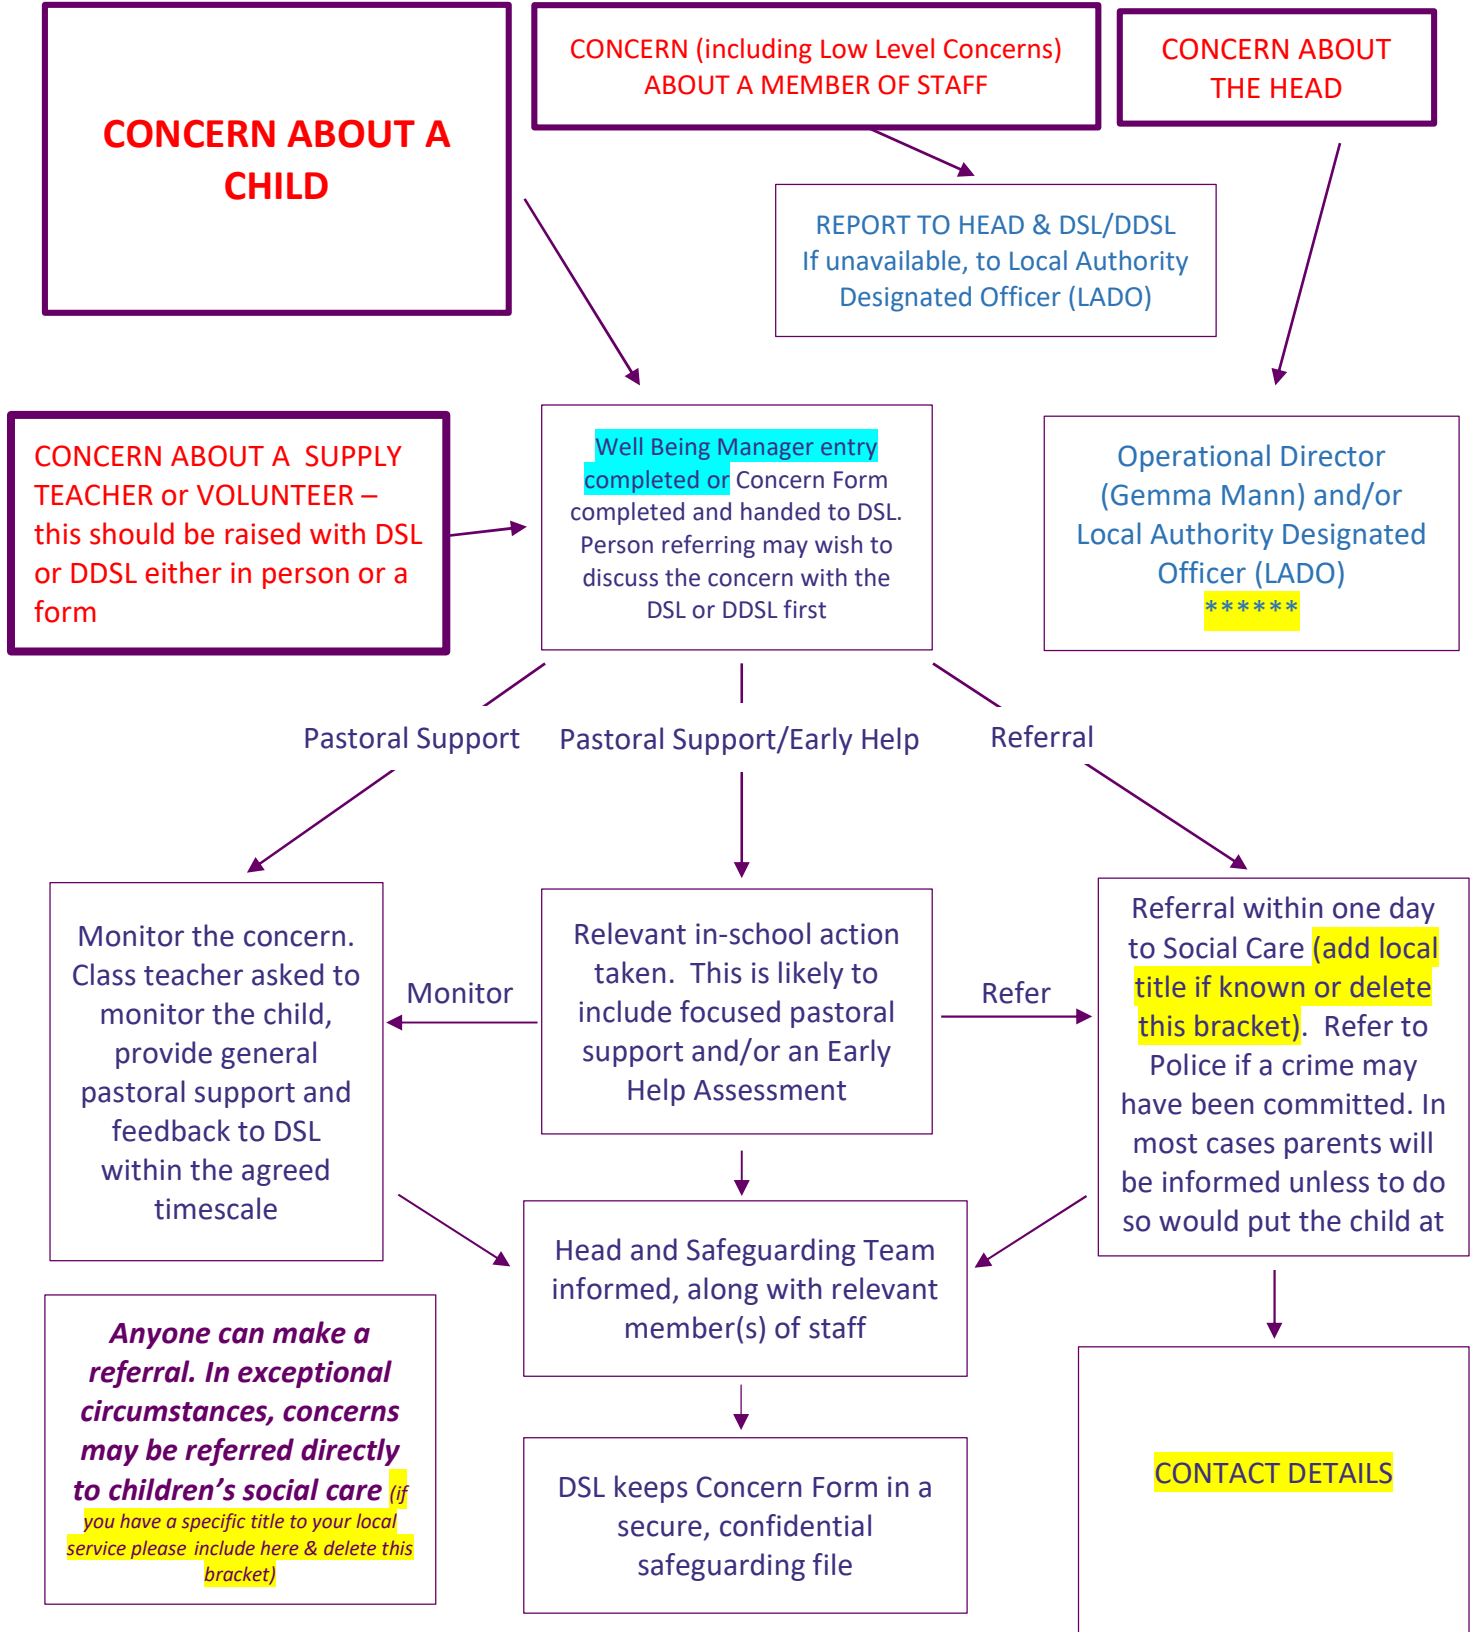 CONCERN ABOUT A
CHILD
CONCERN (including Low Level Concerns)
ABOUT A MEMBER OF STAFF
CONCERN ABOUT
THE HEAD
REPORT TO HEAD & DSL/DDSL
If unavailable, to Local Authority
Designated Officer (LADO)
CONCERN ABOUT A  SUPPLY
TEACHER or VOLUNTEER –
this should be raised with DSL
or DDSL either in person or a
form
Well Being Manager entry
completed or Concern Form
completed and handed to DSL.
Person referring may wish to
discuss the concern with the
DSL or DDSL first
Operational Director
(Gemma Mann) and/or
Local Authority Designated
Officer (LADO)
******
Pastoral Support
Pastoral Support/Early Help
Referral
Monitor the concern.
Class teacher asked to
monitor the child,
provide general
pastoral support and
feedback to DSL
within the agreed
timescale
Monitor
Relevant in-school action
taken.  This is likely to
include focused pastoral
support and/or an Early
Help Assessment
Refer
Referral within one day
to Social Care (add local
title if known or delete
this bracket).  Refer to
Police if a crime may
have been committed. In
most cases parents will
be informed unless to do
so would put the child at
Head and Safeguarding Team
informed, along with relevant
member(s) of staff
Anyone can make a
referral. In exceptional
circumstances, concerns
may be referred directly
to children's social care (if
you have a specific title to your local
service please  include here & delete this
bracket)
DSL keeps Concern Form in a
secure, confidential
safeguarding file
CONTACT DETAILS